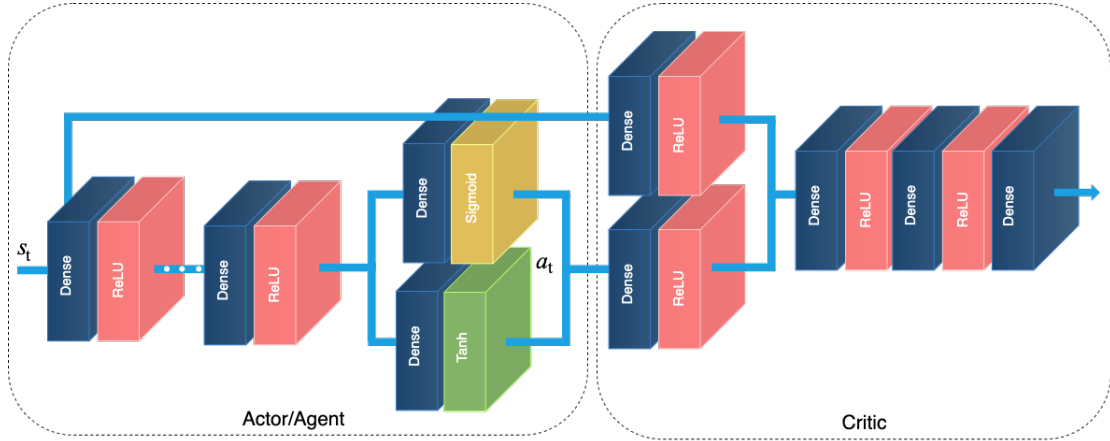 s_t
Dense
ReLU
Dense
ReLU
Dense
Sigmoid
Dense
Tanh
a_t
Actor/Agent
Dense
ReLU
Dense
ReLU
Dense
ReLU
Dense
ReLU
Dense
Critic